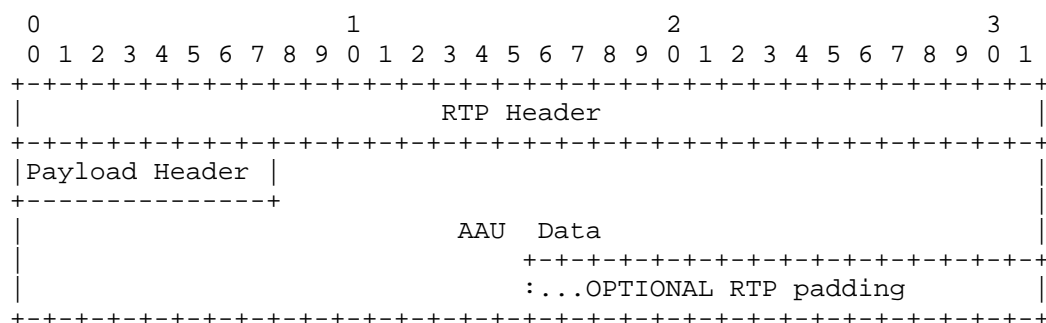 0                   1                   2                   3
 0 1 2 3 4 5 6 7 8 9 0 1 2 3 4 5 6 7 8 9 0 1 2 3 4 5 6 7 8 9 0 1
+-+-+-+-+-+-+-+-+-+-+-+-+-+-+-+-+-+-+-+-+-+-+-+-+-+-+-+-+-+-+-+-+
|                          RTP Header                           |
+-+-+-+-+-+-+-+-+-+-+-+-+-+-+-+-+-+-+-+-+-+-+-+-+-+-+-+-+-+-+-+-+
|Payload Header |                                               |
+---------------+                                               |
|                           AAU  Data                           |
|                               +-+-+-+-+-+-+-+-+-+-+-+-+-+-+-+-+
|                               :...OPTIONAL RTP padding        |
+-+-+-+-+-+-+-+-+-+-+-+-+-+-+-+-+-+-+-+-+-+-+-+-+-+-+-+-+-+-+-+-+